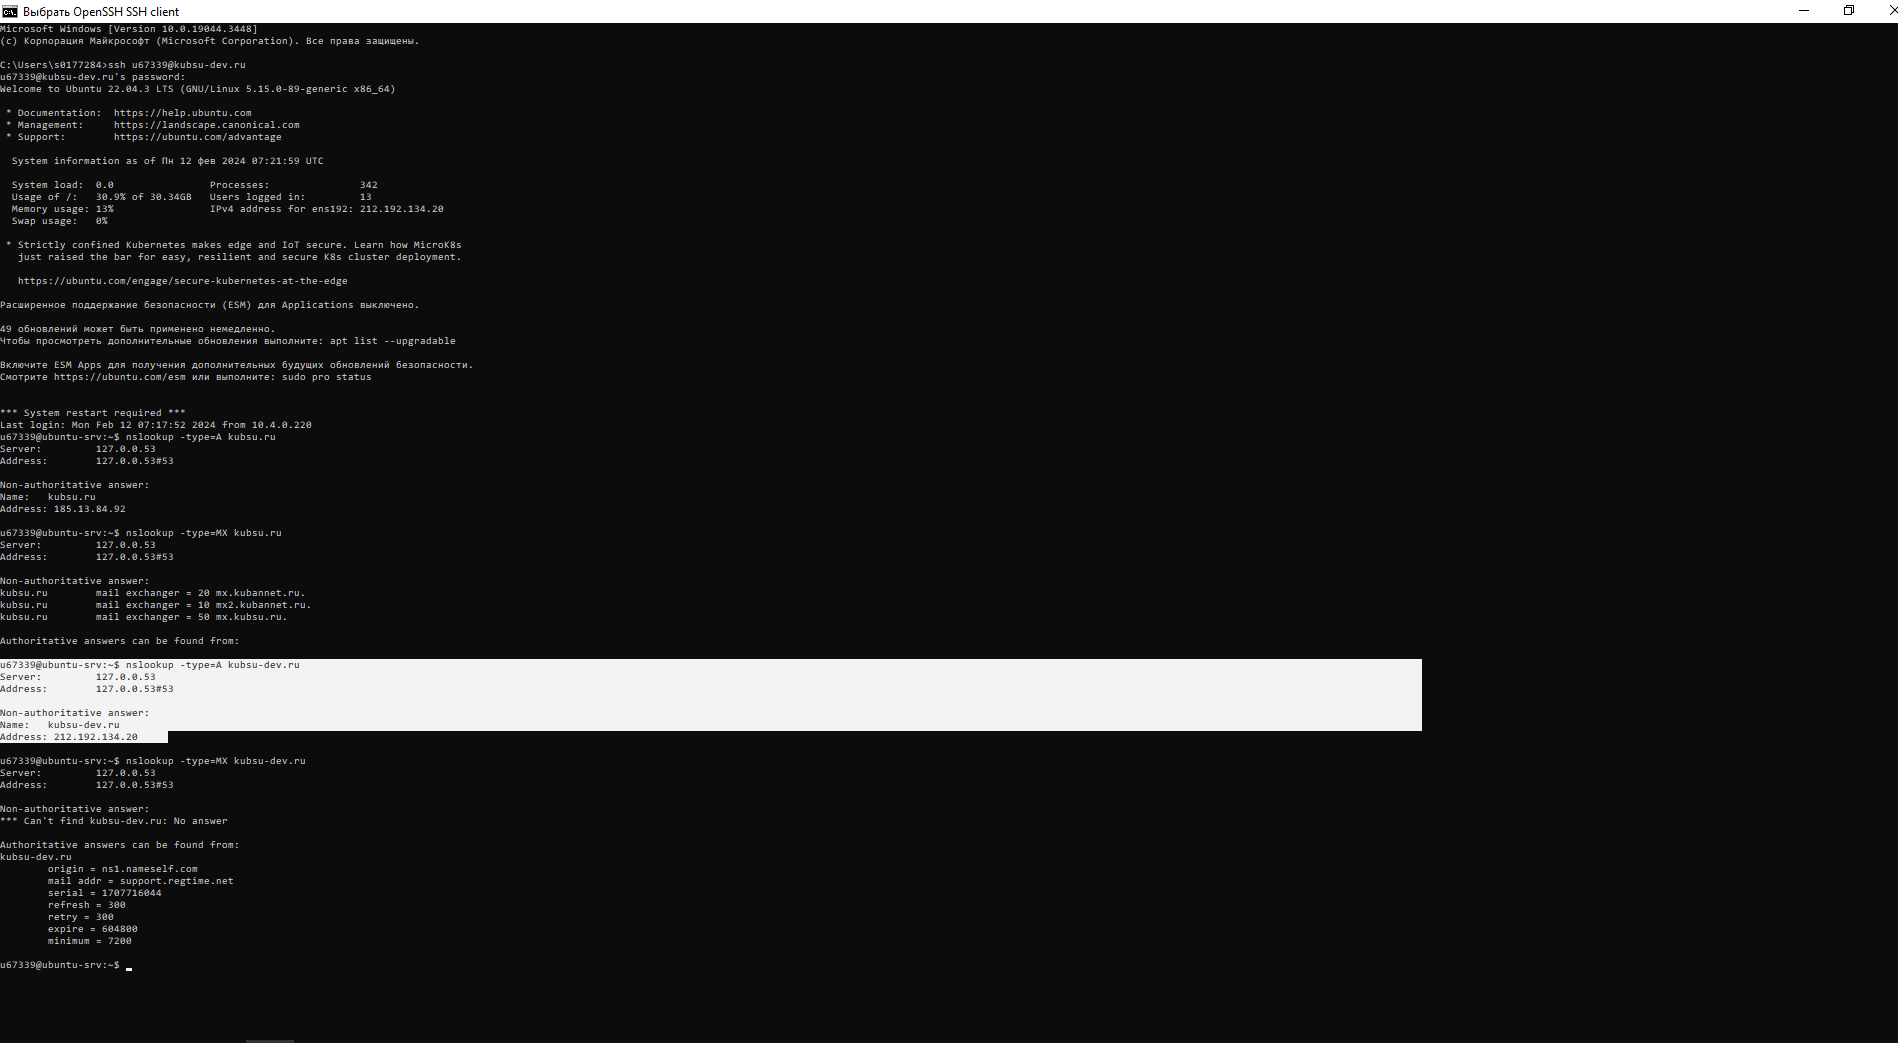 Выбрать OpenSSH SSH client
Microsoft Windows [Version 10.0.19044.3448]
(c) Корпорация Майкрософт (Microsoft Corporation). Все права защищены.
C:\Users\s0177284>ssh u67339@kubsu-dev.ru
u67339@kubsu-dev.ru's password:
Welcome to Ubuntu 22.04.3 LTS (GNU/Linux 5.15.0-89-generic x86_64)
* Documentation:  https://help.ubuntu.com
* Management:     https://landscape.canonical.com
* Support:        https://ubuntu.com/advantage
System information as of Пн 12 фев 2024 07:21:59 UTC
System load:  0.0                Processes:               342
Usage of /:   30.9% of 30.34GB   Users logged in:         13
Memory usage: 13%                IPv4 address for ens192: 212.192.134.20
Swap usage:   0%
* Strictly confined Kubernetes makes edge and IoT secure. Learn how MicroK8s
just raised the bar for easy, resilient and secure K8s cluster deployment.
https://ubuntu.com/engage/secure-kubernetes-at-the-edge
Расширенное поддержание безопасности (ESM) для Applications выключено.
49 обновлений может быть применено немедленно.
Чтобы просмотреть дополнительные обновления выполните: apt list --upgradable
Включите ESM Apps для получения дополнительных будущих обновлений безопасности.
Смотрите https://ubuntu.com/esm или выполните: sudo pro status
*** System restart required ***
Last login: Mon Feb 12 07:17:52 2024 from 10.4.0.220
u67339@ubuntu-srv:~$ nslookup -type=A kubsu.ru
Server:         127.0.0.53
Address:        127.0.0.53#53
Non-authoritative answer:
Name:   kubsu.ru
Address: 185.13.84.92
u67339@ubuntu-srv:~$ nslookup -type=MX kubsu.ru
Server:         127.0.0.53
Address:        127.0.0.53#53
Non-authoritative answer:
kubsu.ru        mail exchanger = 20 mx.kubannet.ru.
kubsu.ru        mail exchanger = 10 mx2.kubannet.ru.
kubsu.ru        mail exchanger = 50 mx.kubsu.ru.
Authoritative answers can be found from:
u67339@ubuntu-srv:~$ nslookup -type=A kubsu-dev.ru
Server:         127.0.0.53
Address:        127.0.0.53#53
Non-authoritative answer:
Name:   kubsu-dev.ru
Address: 212.192.134.20
u67339@ubuntu-srv:~$ nslookup -type=MX kubsu-dev.ru
Server:         127.0.0.53
Address:        127.0.0.53#53
Non-authoritative answer:
*** Can't find kubsu-dev.ru: No answer
Authoritative answers can be found from:
kubsu-dev.ru
origin = ns1.nameself.com
mail addr = support.regtime.net
serial = 1707716044
refresh = 300
retry = 300
expire = 604800
minimum = 7200
u67339@ubuntu-srv:~$